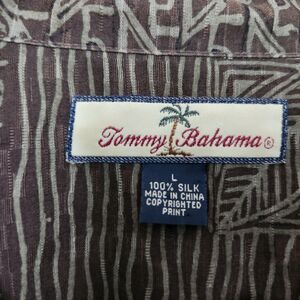 Tommy Bahama®
L
100% SILK
MADE IN CHINA
COPYRIGHTED
PRINT